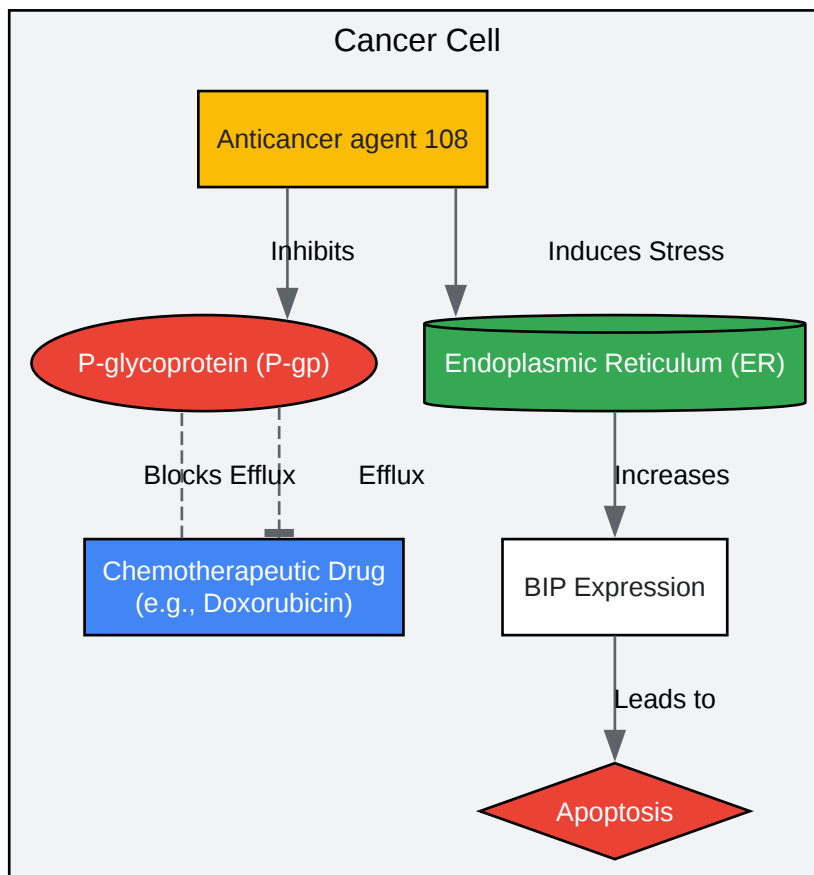 Cancer Cell
Anticancer agent 108
Inhibits
Induces Stress
P-glycoprotein (P-gp)
Endoplasmic Reticulum (ER)
Blocks Efflux
Efflux
Increases
Chemotherapeutic Drug
(e.g., Doxorubicin)
BIP Expression
Leads to
Apoptosis